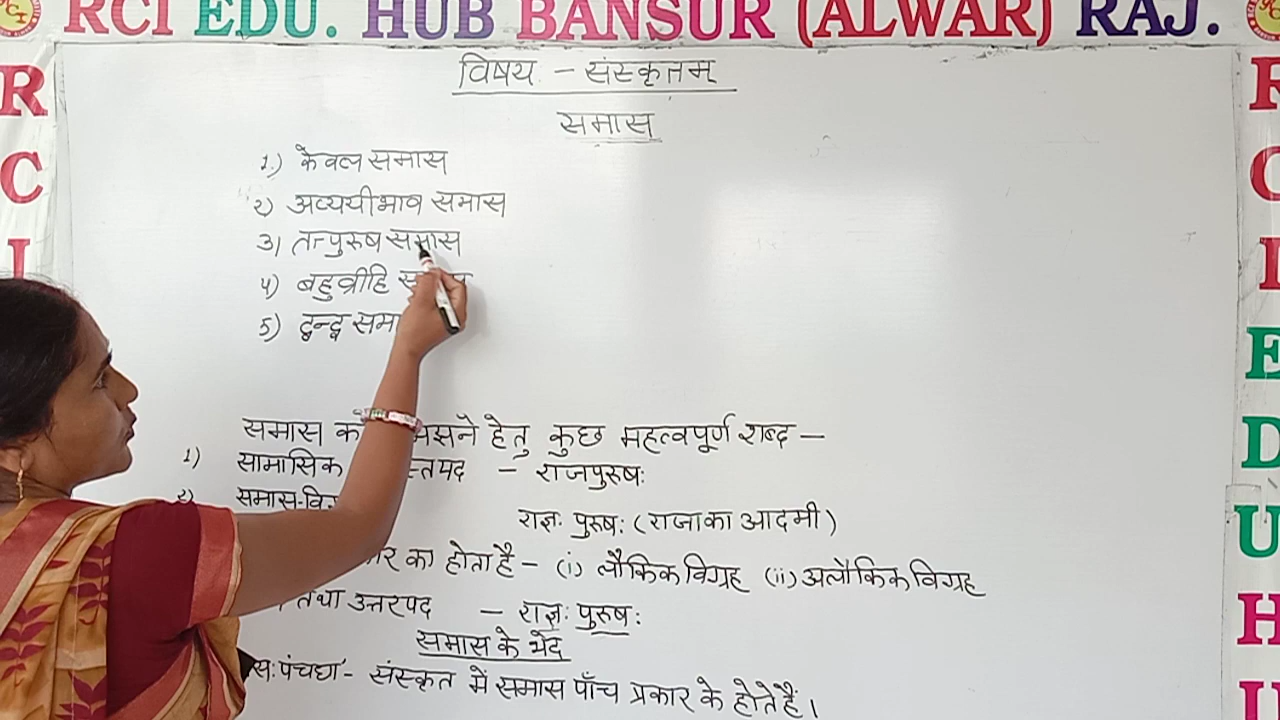 RCI EDU. HUB BANSUR (ALWAR) RAJ.
विषय - संस्कृतम्
समास
1.) केवल समास
2) अव्ययीभाव समास
3) तत्पुरुष समास
4) बहुव्रीहि
5) द्वन्द्व
समास हेतु कुछ महत्वपूर्ण शब्द -
1) सामासिक - राजपुरुषः
2) समास-
राज्ञः पुरुषः (राजा का आदमी)
का होता है - (i) लौकिक विग्रह (ii) अलौकिक विग्रह
तथा उत्तरपद - राज्ञः पुरुषः
समास के भेद
पंचधा - संस्कृत में समास पाँच प्रकार के होते हैं।
R C I
R C I E D U H U